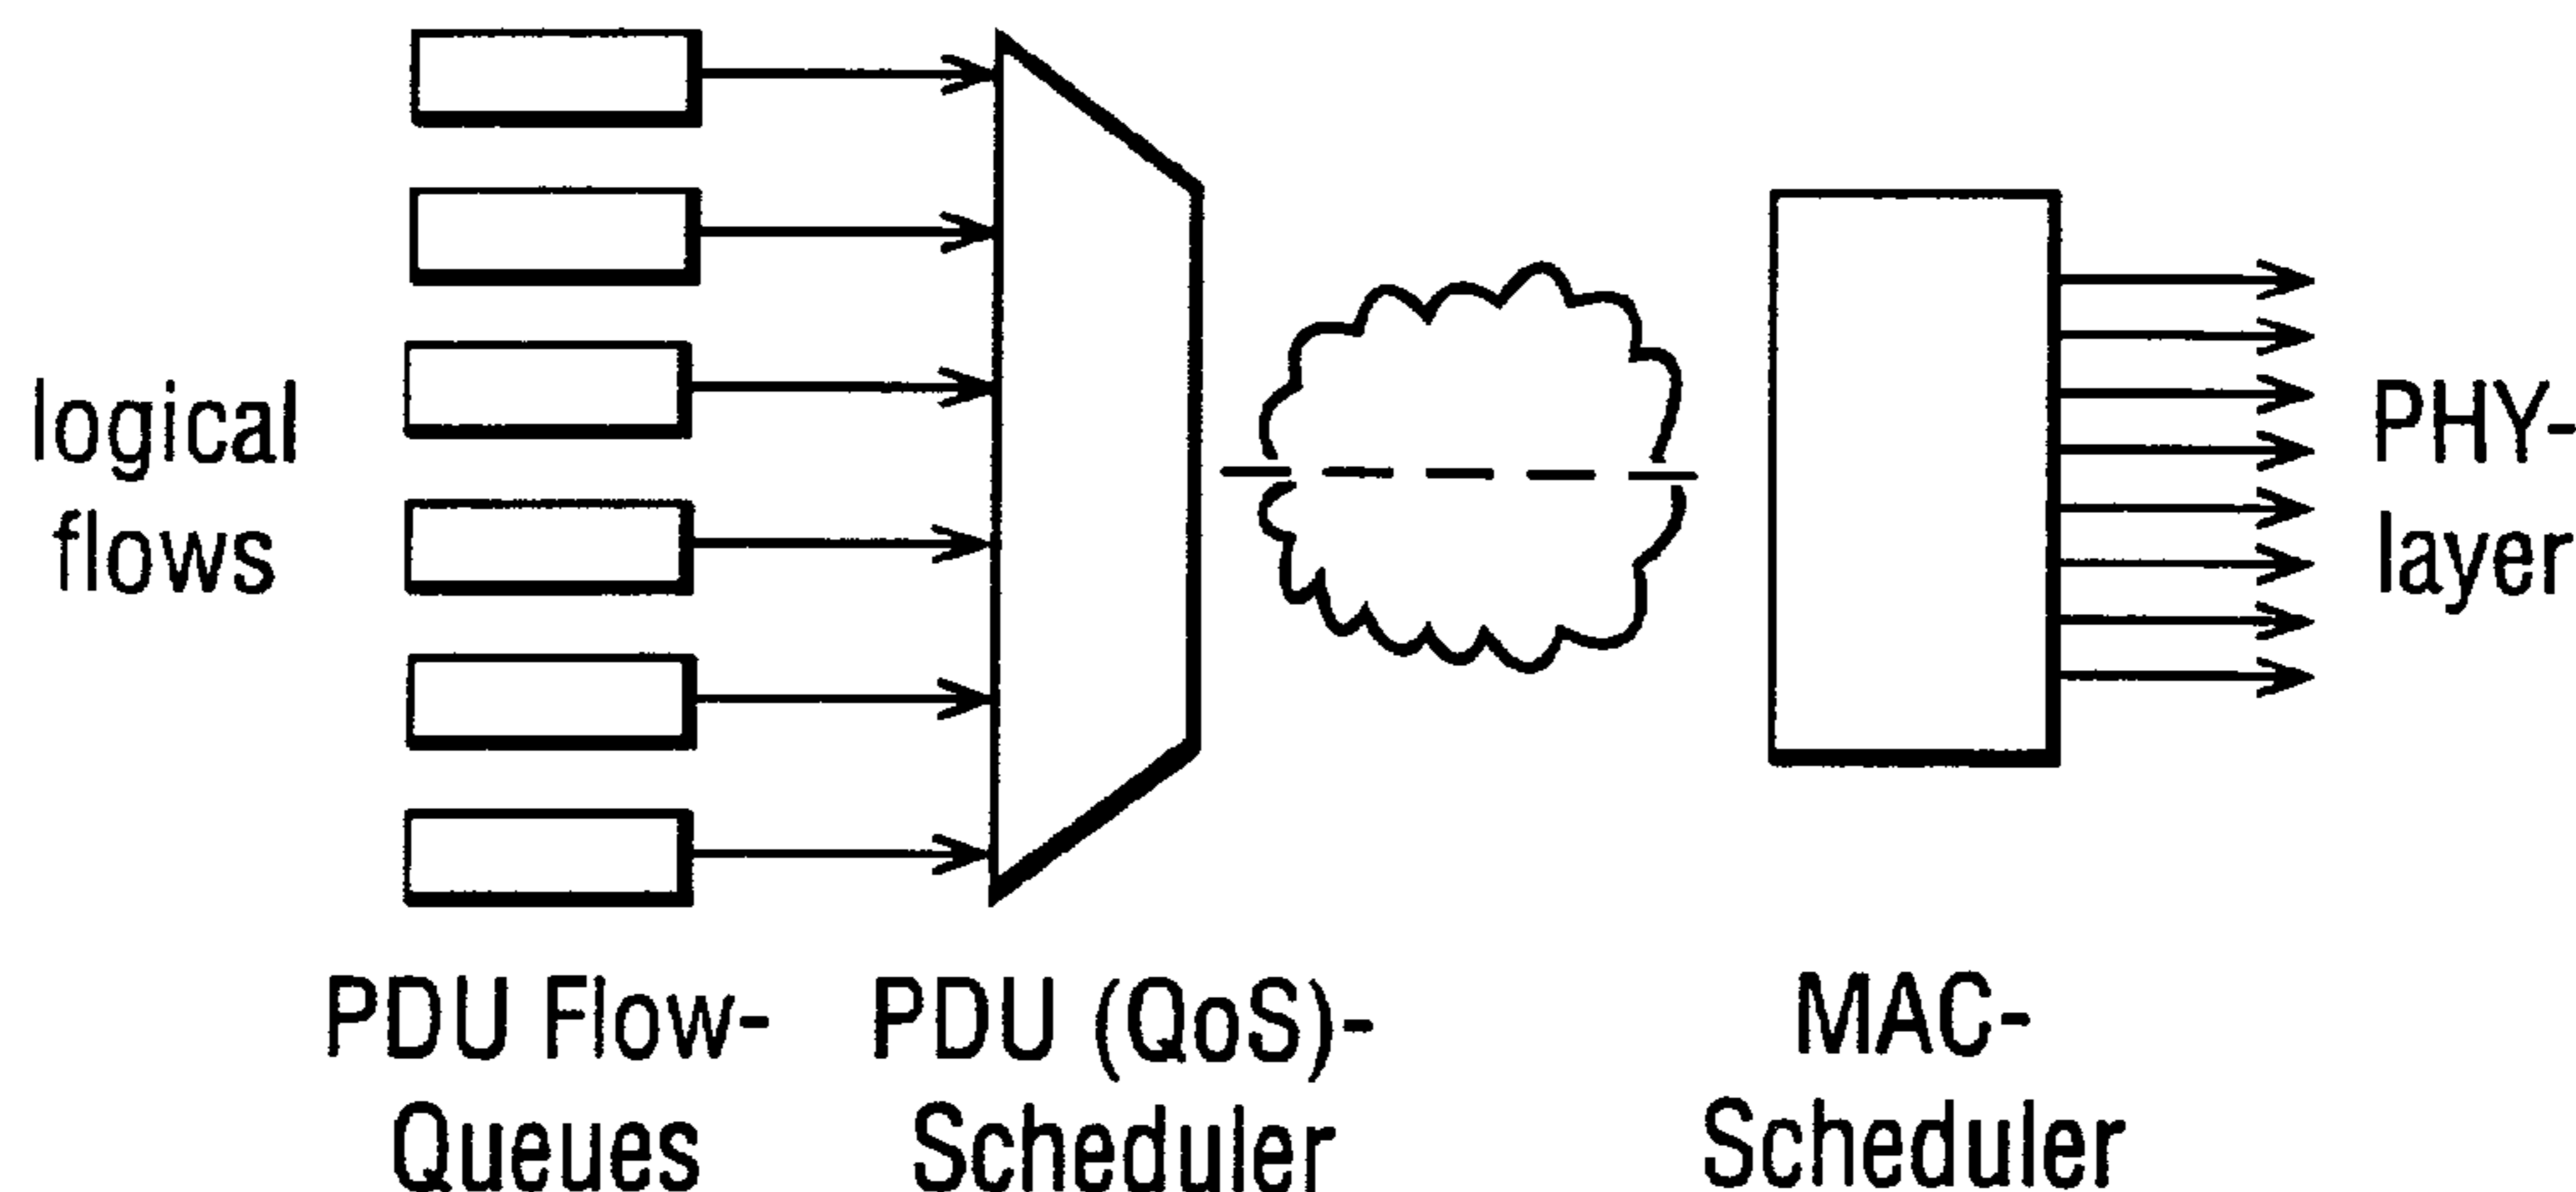 logical
flows
PHY-
layer
PDU Flow-
Queues
PDU (QoS)-
Scheduler
MAC-
Scheduler